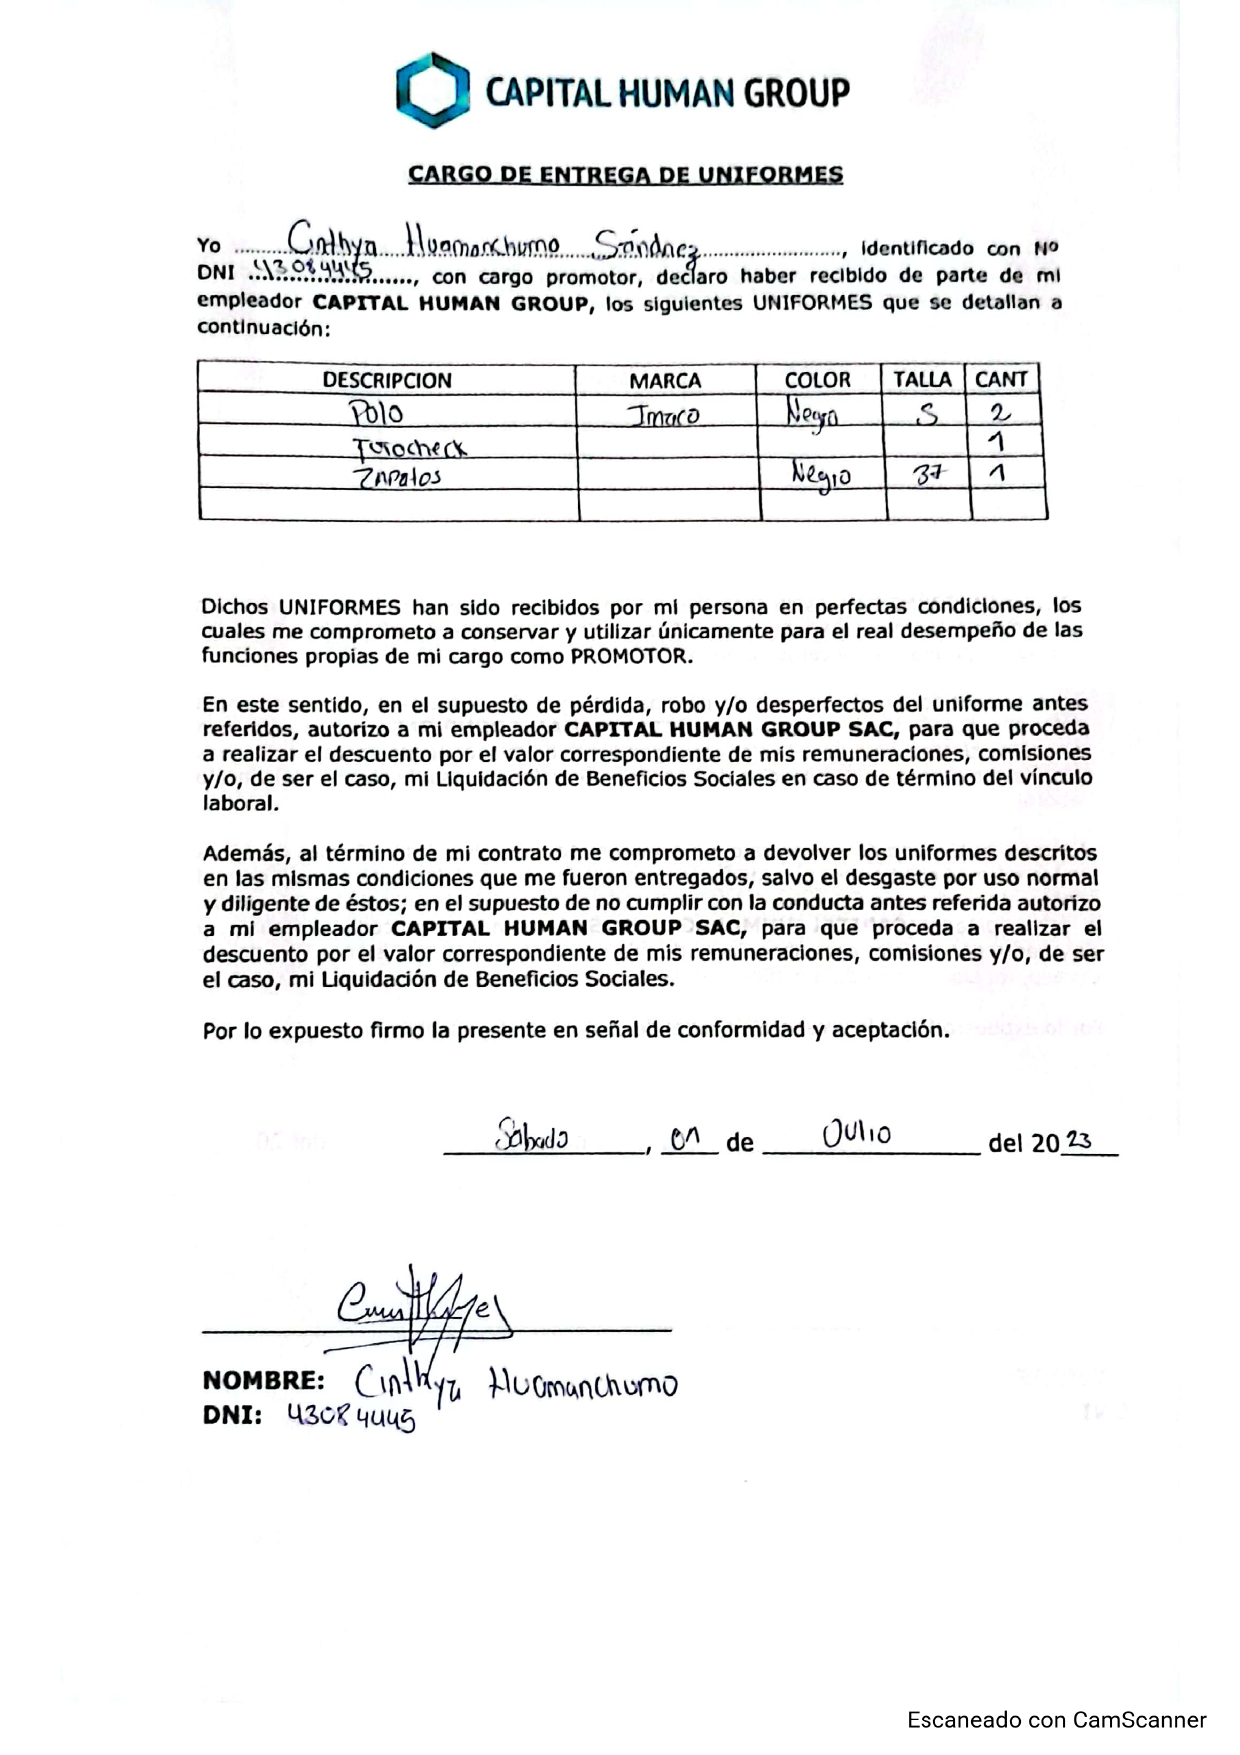 CAPITAL HUMAN GROUP
CARGO DE ENTREGA DE UNIFORMES
Yo ......Cinthya Huamanchumo Sánchez......, identificado con Nº
DNI ...43084445......, con cargo promotor, declaro haber recibido de parte de mi
empleador CAPITAL HUMAN GROUP, los siguientes UNIFORMES que se detallan a
continuación:
DESCRIPCION MARCA COLOR TALLA CANT
Polo Imaco Negro S 2
Fotocheck 1
Zapatos Negro 37 1
Dichos UNIFORMES han sido recibidos por mi persona en perfectas condiciones, los
cuales me comprometo a conservar y utilizar únicamente para el real desempeño de las
funciones propias de mi cargo como PROMOTOR.
En este sentido, en el supuesto de pérdida, robo y/o desperfectos del uniforme antes
referidos, autorizo a mi empleador CAPITAL HUMAN GROUP SAC, para que proceda
a realizar el descuento por el valor correspondiente de mis remuneraciones, comisiones
y/o, de ser el caso, mi Liquidación de Beneficios Sociales en caso de término del vínculo
laboral.
Además, al término de mi contrato me comprometo a devolver los uniformes descritos
en las mismas condiciones que me fueron entregados, salvo el desgaste por uso normal
y diligente de éstos; en el supuesto de no cumplir con la conducta antes referida autorizo
a mi empleador CAPITAL HUMAN GROUP SAC, para que proceda a realizar el
descuento por el valor correspondiente de mis remuneraciones, comisiones y/o, de ser
el caso, mi Liquidación de Beneficios Sociales.
Por lo expuesto firmo la presente en señal de conformidad y aceptación.
Sábado, 01 de Julio del 2023
NOMBRE: Cinthya Huamanchumo
DNI: 43084445
Escaneado con CamScanner